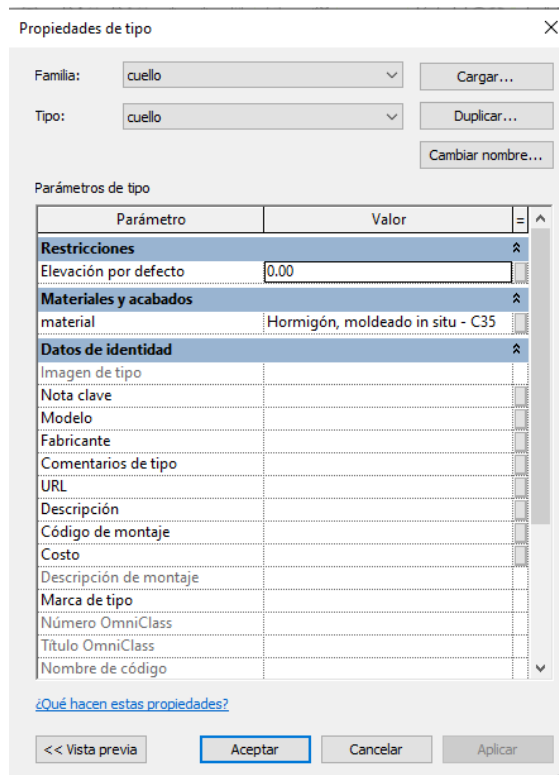 Propiedades de tipo
Familia: cuello Cargar...
Tipo: cuello Duplicar...
Cambiar nombre...
Parámetros de tipo
Parámetro Valor =
Restricciones
Elevación por defecto 0.00
Materiales y acabados
material Hormigón, moldeado in situ - C35
Datos de identidad
Imagen de tipo
Nota clave
Modelo
Fabricante
Comentarios de tipo
URL
Descripción
Código de montaje
Costo
Descripción de montaje
Marca de tipo
Número OmniClass
Título OmniClass
Nombre de código
¿Qué hacen estas propiedades?
<< Vista previa Aceptar Cancelar Aplicar